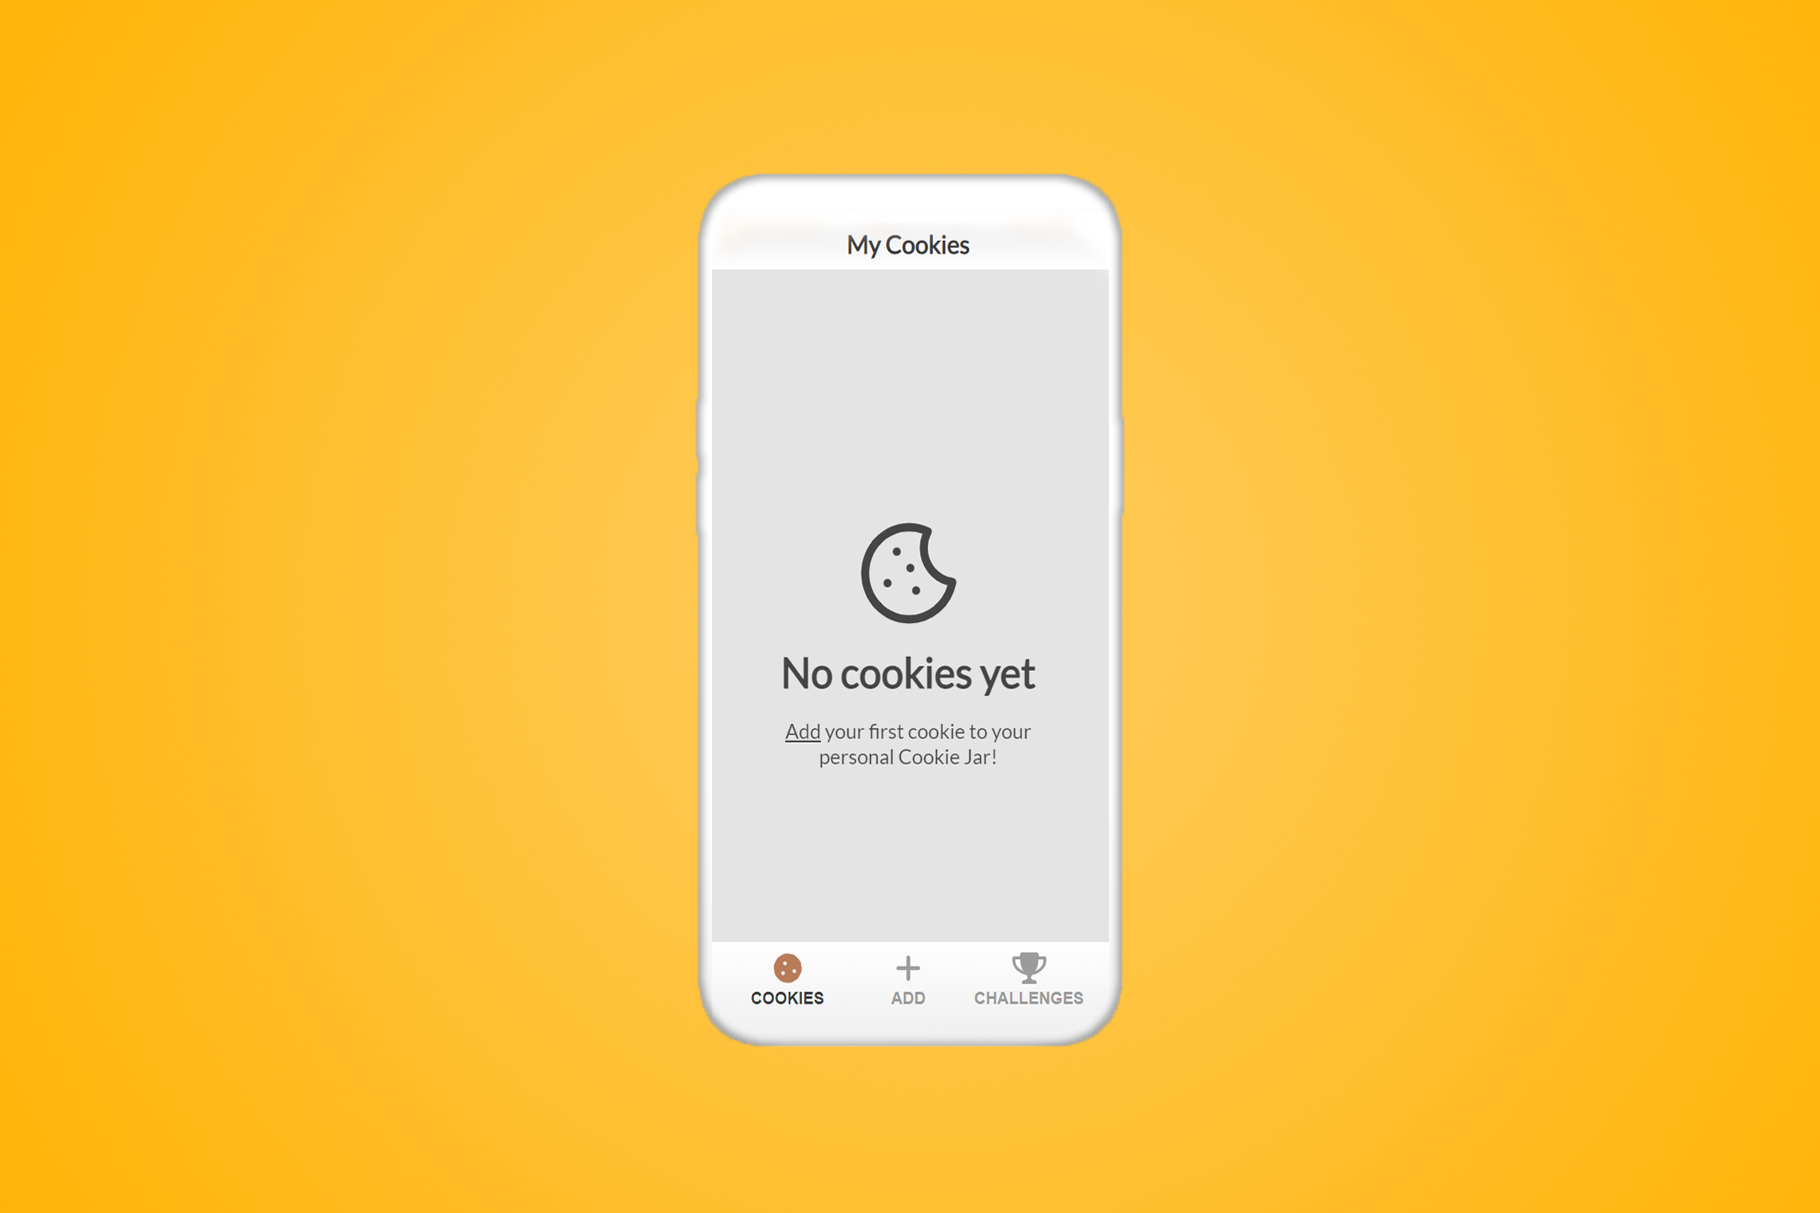 My Cookies
No cookies yet
Add your first cookie to your
personal Cookie Jar!
COOKIES
ADD
CHALLENGES